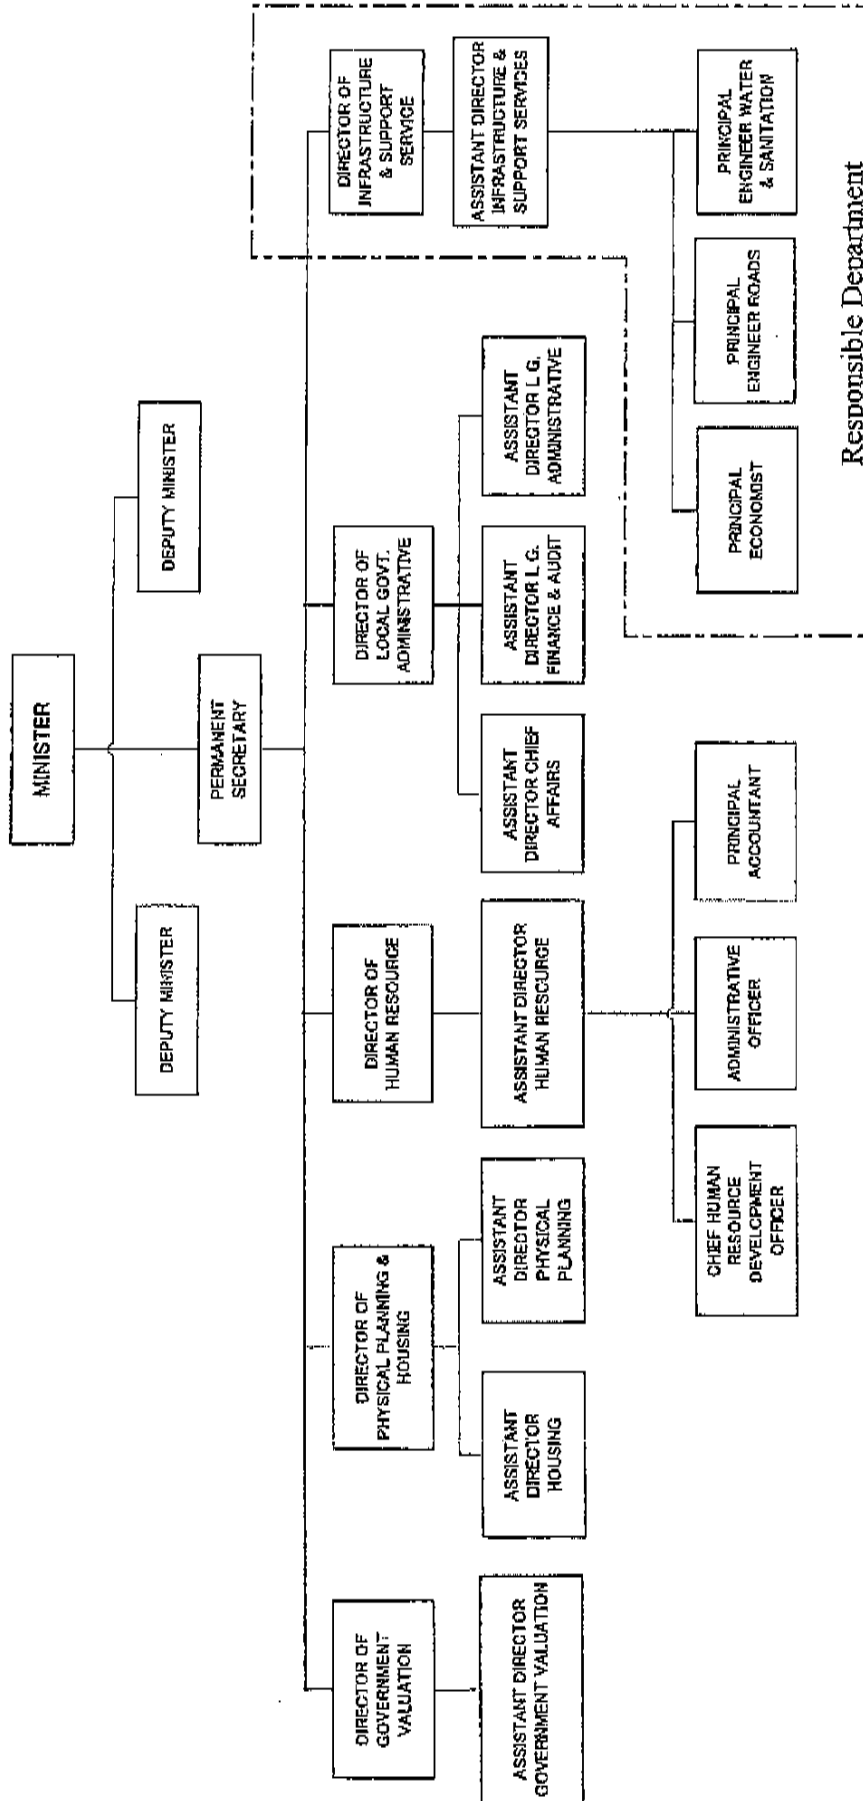 MINISTER
DEPUTY MINISTER
DEPUTY MINISTER
PERMANENT
SECRETARY
DIRECTOR OF
GOVERNMENT
VALUATION
DIRECTOR OF
PHYSICAL PLANNING &
HOUSING
DIRECTOR OF
HUMAN RESOURCE
DIRECTOR OF
LOCAL GOVT.
ADMINISTRATIVE
DIRECTOR OF
INFRASTRUCTURE
& SUPPORT
SERVICE
ASSISTANT DIRECTOR
GOVERNMENT VALUATION
ASSISTANT
DIRECTOR
HOUSING
ASSISTANT
DIRECTOR
PHYSICAL
PLANNING
ASSISTANT DIRECTOR
HUMAN RESOURCE
ASSISTANT
DIRECTOR CHIEF
AFFAIRS
ASSISTANT
DIRECTOR L.G.
FINANCE & AUDIT
ASSISTANT
DIRECTOR L G.
ADMINISTRATIVE
ASSISTANT DIRECTOR
INFRASTRUCTURE &
SUPPORT SERVICES
CHIEF HUMAN
RESOURCE
DEVELOPMENT
OFFICER
ADMINISTRATIVE
OFFICER
PRINCIPAL
ACCOUNTANT
PRINCIPAL
ECONOMIST
PRINCIPAL
ENGINEER ROADS
PRINCIPAL
ENGINEER WATER
& SANITATION
Responsible Department